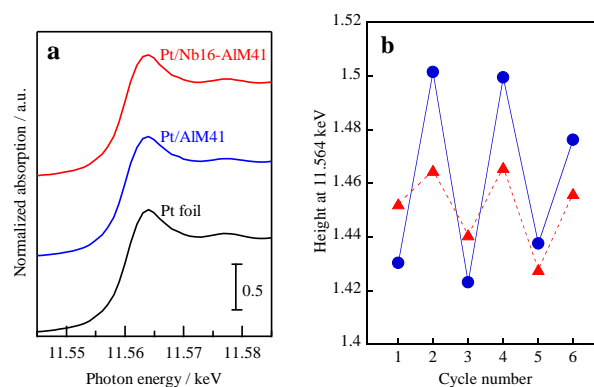 a
Pt/Nb16-AlM41
Pt/AlM41
Pt foil
0.5
Normalized absorption / a.u.
11.55 11.56 11.57 11.58
Photon energy / keV
b
1.52
1.5
1.48
1.46
1.44
1.42
1.4
Height at 11.564 keV
1 2 3 4 5 6
Cycle number